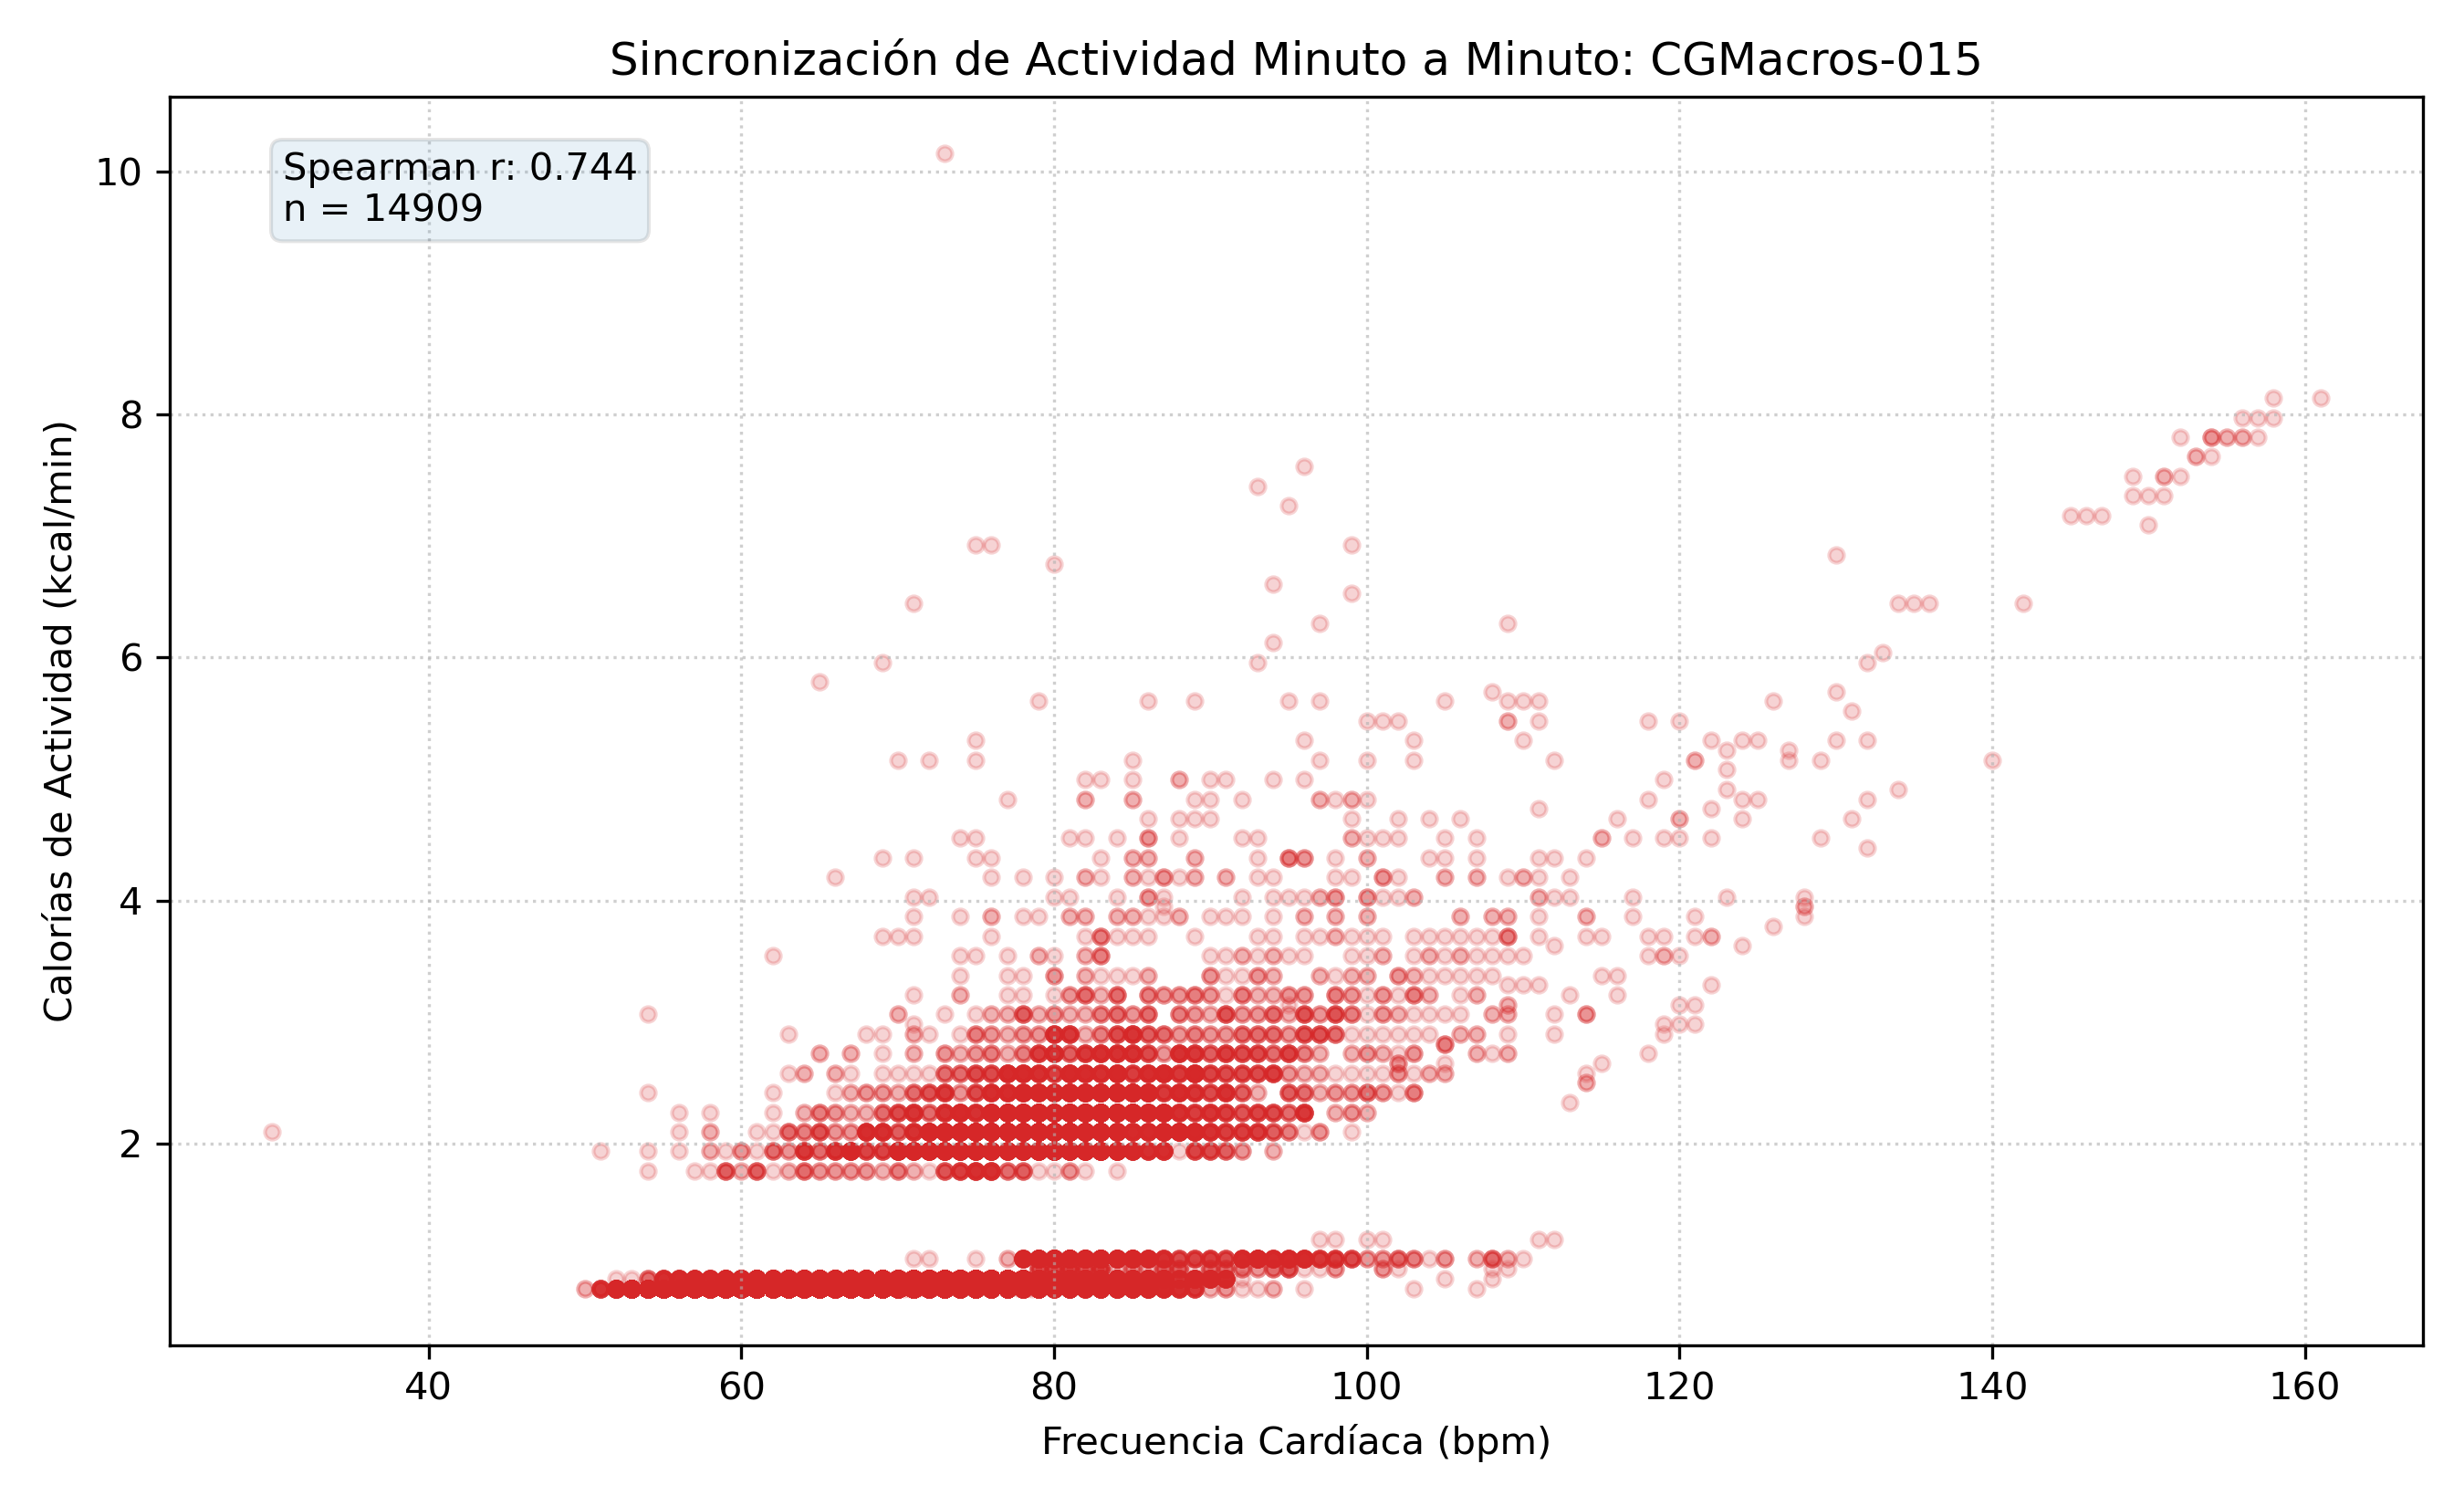 Sincronización de Actividad Minuto a Minuto: CGMacros-015
Spearman r: 0.744
n = 14909
Calorías de Actividad (kcal/min)
10
8
6
4
2
40 60 80 100 120 140 160
Frecuencia Cardíaca (bpm)